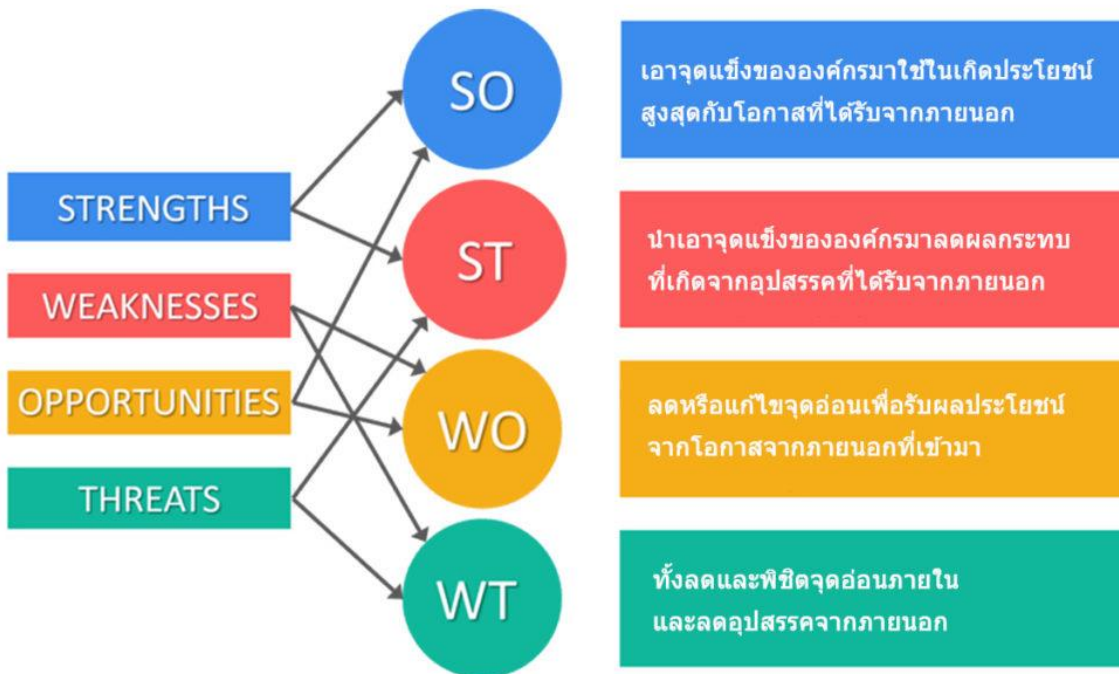 STRENGTHS
WEAKNESSES
OPPORTUNITIES
THREATS
SO
ST
WO
WT
เอาจุดแข็งขององค์กรมาใช้ในเกิดประโยชน์
สูงสุดกับโอกาสที่ได้รับจากภายนอก
นำเอาจุดแข็งขององค์กรมาลดผลกระทบ
ที่เกิดจากอุปสรรคที่ได้รับจากภายนอก
ลดหรือแก้ไขจุดอ่อนเพื่อรับผลประโยชน์
จากโอกาสจากภายนอกที่เข้ามา
ทั้งลดและพิชิตจุดอ่อนภายใน
และลดอุปสรรคจากภายนอก